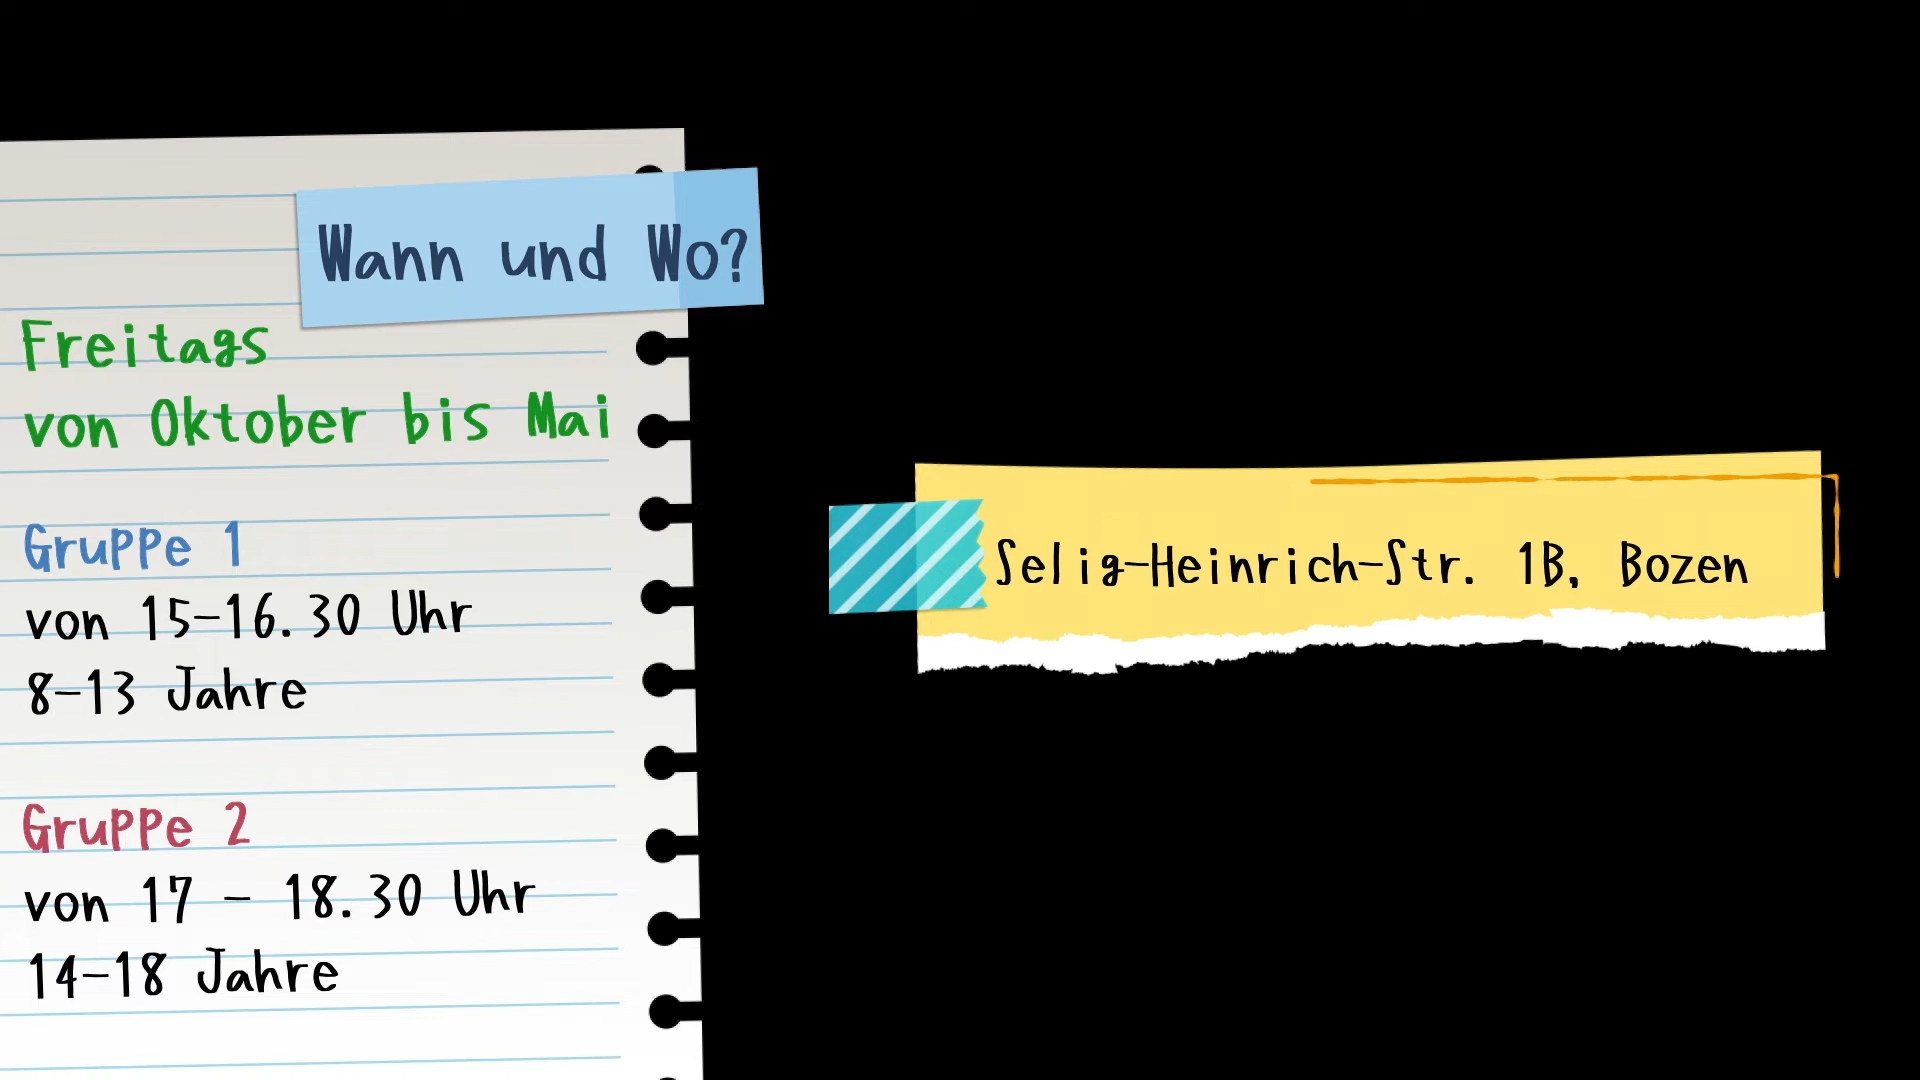 Wann und Wo?
Freitags
von Oktober bis Mai
Gruppe 1
von 15-16.30 Uhr
8-13 Jahre
Gruppe 2
von 17 - 18.30 Uhr
14-18 Jahre
Selig-Heinrich-Str. 1B, Bozen